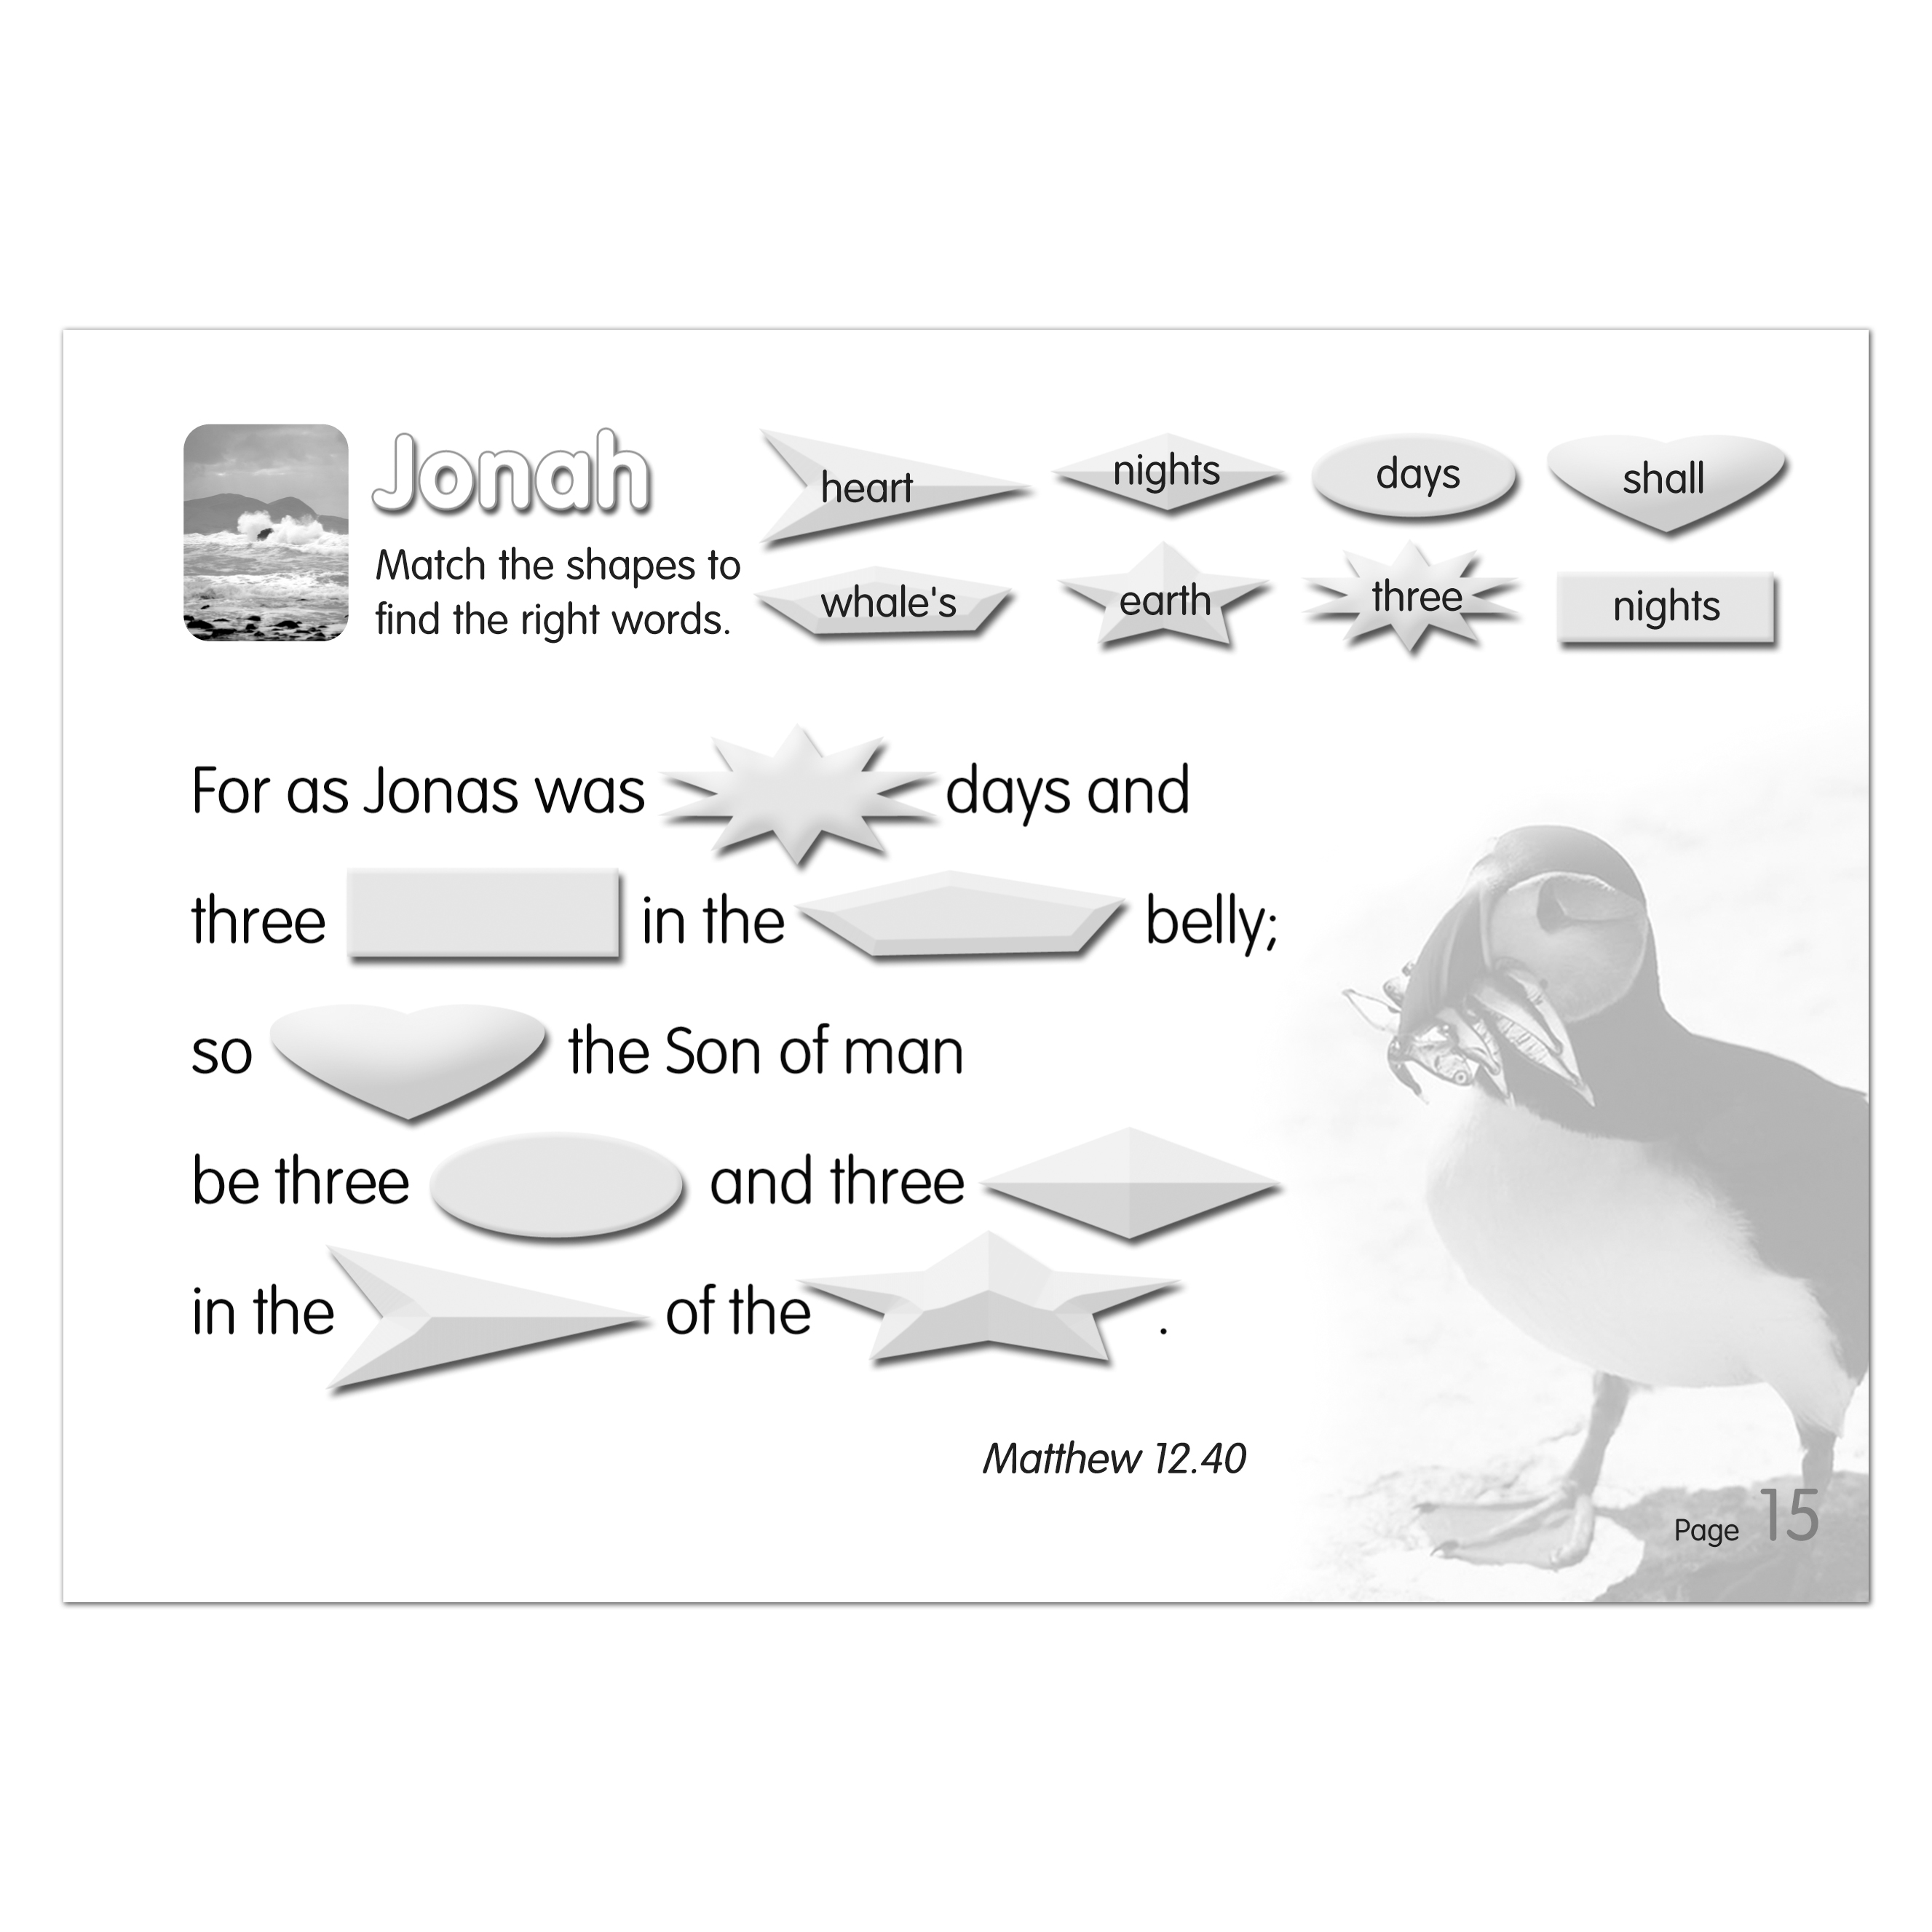 Jonah
Match the shapes to
find the right words.
heart
nights
days
shall
whale's
earth
three
nights
For as Jonas was days and
three in the belly;
so the Son of man
be three and three
in the of the .
Matthew 12.40
Page 15